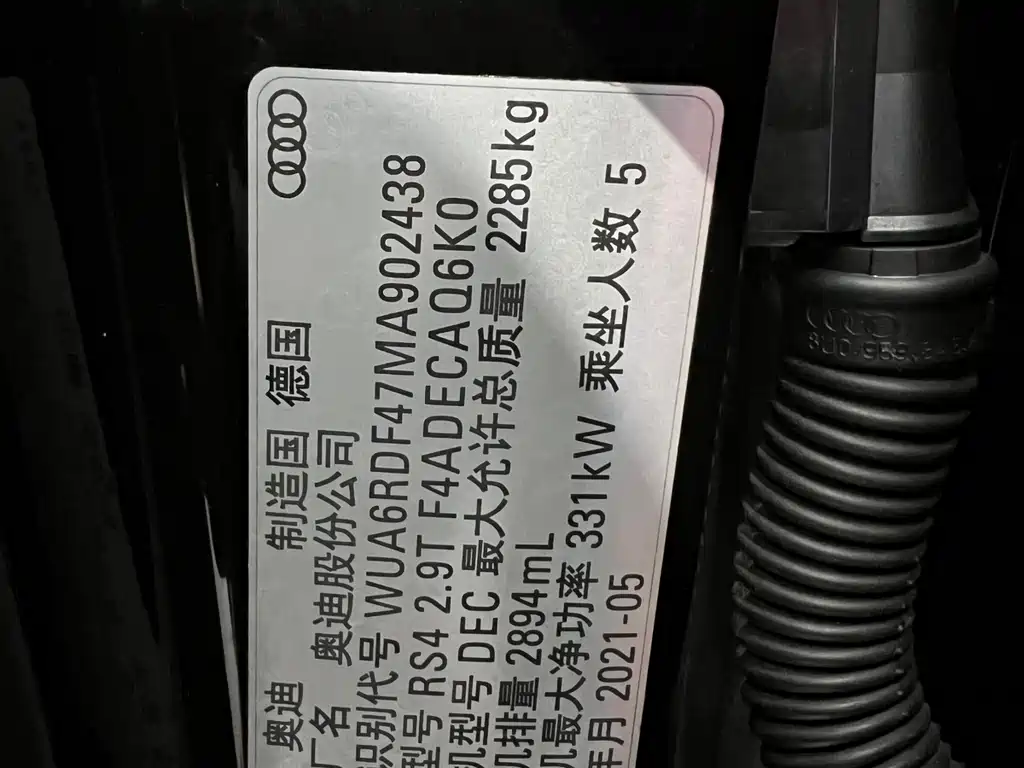 奥迪 制造国 德国
厂名 奥迪股份公司
识别代号 WUA6RDF47MA902438
型号 RS4 2.9T F4ADECAQ6K0
机型号 DEC 最大允许总质量 2285kg
机排量 2894mL
机最大净功率 331kW 乘坐人数 5
年月 2021-05